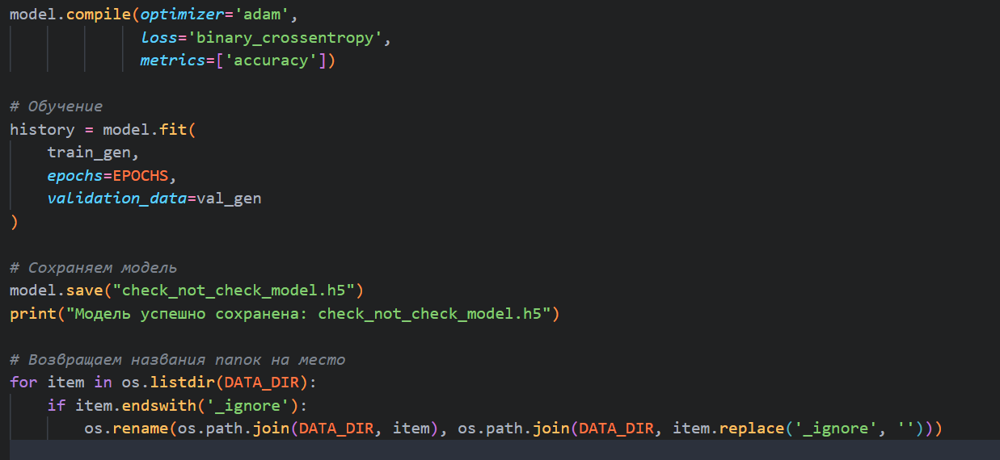 model.compile(optimizer='adam',
loss='binary_crossentropy',
metrics=['accuracy'])
# Обучение
history = model.fit(
train_gen,
epochs=EPOCHS,
validation_data=val_gen
)
# Сохраняем модель
model.save("check_not_check_model.h5")
print("Модель успешно сохранена: check_not_check_model.h5")
# Возвращаем названия папок на место
for item in os.listdir(DATA_DIR):
if item.endswith('_ignore'):
os.rename(os.path.join(DATA_DIR, item), os.path.join(DATA_DIR, item.replace('_ignore', '')))